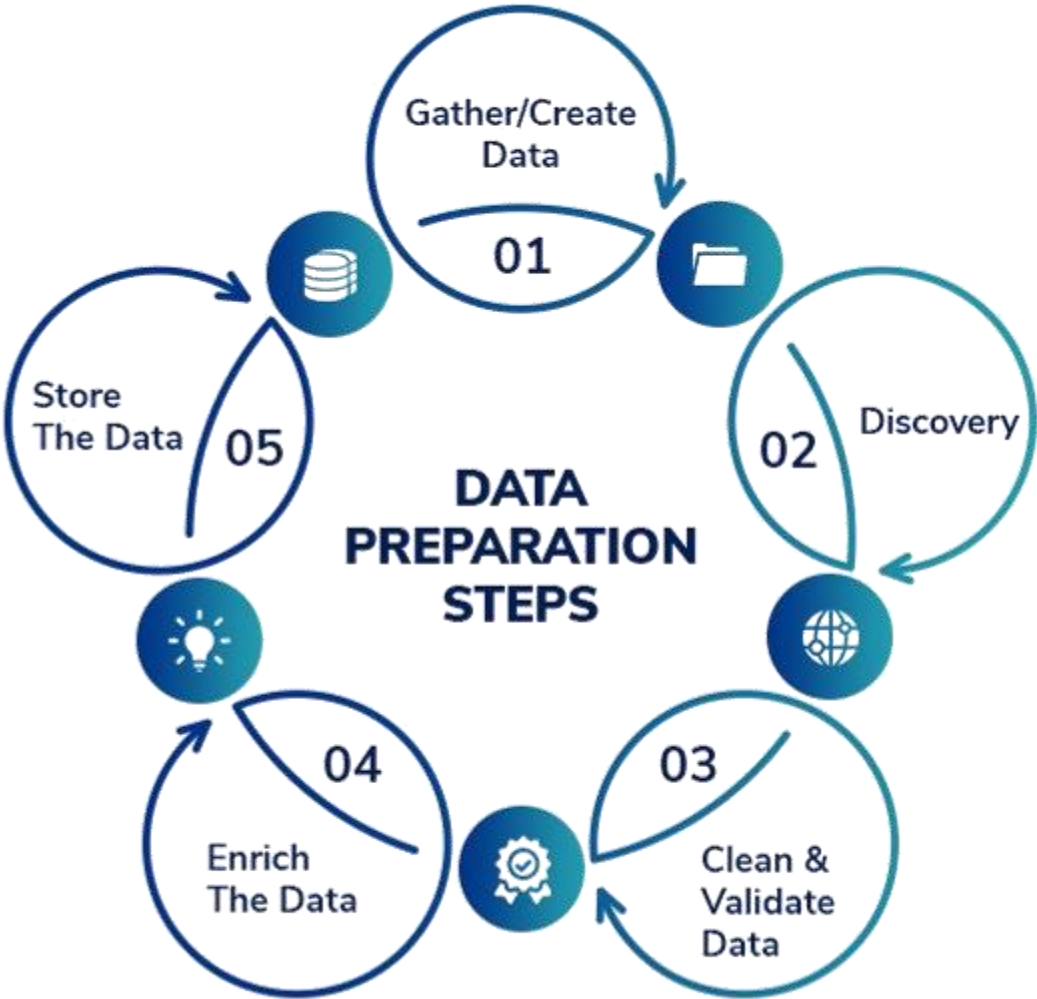 Gather/Create
Data
01
02
Discovery
03
Clean &
Validate
Data
04
Enrich
The Data
05
Store
The Data
DATA
PREPARATION
STEPS